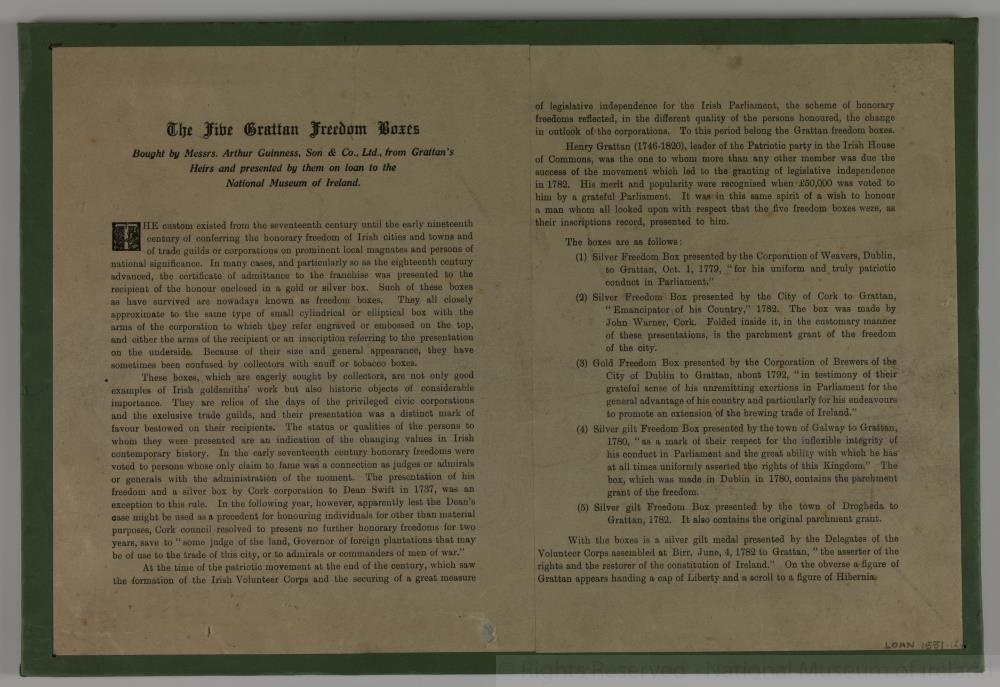 The Five Grattan Freedom Boxes
Bought by Messrs. Arthur Guinness, Son & Co., Ltd., from Grattan's
Heirs and presented by them on loan to the
National Museum of Ireland.
THE custom existed from the seventeenth century until the early nineteenth
century of conferring the honorary freedom of Irish cities and towns and
of trade guilds or corporations on prominent local magnates and persons of
national significance. In many cases, and particularly so as the eighteenth century
advanced, the certificate of admittance to the franchise was presented to the
recipient of the honour enclosed in a gold or silver box. Such of these boxes
as have survived are nowadays known as freedom boxes. They all closely
approximate to the same type of small cylindrical or elliptical box with the
arms of the corporation to which they refer engraved or embossed on the top,
and either the arms of the recipient or an inscription referring to the presentation
on the underside. Because of their size and general appearance, they have
sometimes been confused by collectors with snuff or tobacco boxes.
These boxes, which are eagerly sought by collectors, are not only good
examples of Irish goldsmiths' work but also historic objects of considerable
importance. They are relics of the days of the privileged civic corporations
and the exclusive trade guilds, and their presentation was a distinct mark of
favour bestowed on their recipients. The status or qualities of the persons to
whom they were presented are an indication of the changing values in Irish
contemporary history. In the early seventeenth century honorary freedoms were
voted to persons whose only claim to fame was a connection as judges or admirals
or generals with the administration of the moment. The presentation of his
freedom and a silver box by Cork corporation to Dean Swift in 1737, was an
exception to this rule. In the following year, however, apparently lest the Dean's
case might be used as a precedent for honouring individuals for other than material
purposes, Cork council resolved to present no further honorary freedoms for two
years, save to "some judge of the land, Governor of foreign plantations that may
be of use to the trade of this city, or to admirals or commanders of men of war."
At the time of the patriotic movement at the end of the century, which saw
the formation of the Irish Volunteer Corps and the securing of a great measure
of legislative independence for the Irish Parliament, the scheme of honorary
freedoms reflected, in the different quality of the persons honoured, the change
in outlook of the corporations. To this period belong the Grattan freedom boxes.
Henry Grattan (1746-1820), leader of the Patriotic party in the Irish House
of Commons, was the one to whom more than any other member was due the
success of the movement which led to the granting of legislative independence
in 1782. His merit and popularity were recognised when £50,000 was voted to
him by a grateful Parliament. It was in this same spirit of a wish to honour
a man whom all looked upon with respect that the five freedom boxes were, as
their inscriptions record, presented to him.
The boxes are as follows:
(1) Silver Freedom Box presented by the Corporation of Weavers, Dublin,
to Grattan, Oct. 1, 1779, "for his uniform and truly patriotic
conduct in Parliament."
(2) Silver Freedom Box presented by the City of Cork to Grattan,
"Emancipator of his Country," 1782. The box was made by
John Warner, Cork. Folded inside it, in the customary manner
of these presentations, is the parchment grant of the freedom
of the city.
(3) Gold Freedom Box presented by the Corporation of Brewers of the
City of Dublin to Grattan, about 1792, "in testimony of their
grateful sense of his unremitting exertions in Parliament for the
general advantage of his country and particularly for his endeavours
to promote an extension of the brewing trade of Ireland."
(4) Silver gilt Freedom Box presented by the town of Galway to Grattan,
1780, "as a mark of their respect for the inflexible integrity of
his conduct in Parliament and the great ability with which he has
at all times uniformly asserted the rights of this Kingdom." The
box, which was made in Dublin in 1780, contains the parchment
grant of the freedom.
(5) Silver gilt Freedom Box presented by the town of Drogheda to
Grattan, 1782. It also contains the original parchment grant.
With the boxes is a silver gilt medal presented by the Delegates of the
Volunteer Corps assembled at Birr, June, 4, 1782 to Grattan, "the asserter of the
rights and the restorer of the constitution of Ireland." On the obverse a figure of
Grattan appears handing a cap of Liberty and a scroll to a figure of Hibernia.
LOAN 1551.
Rights Reserved - National Museum of Ireland